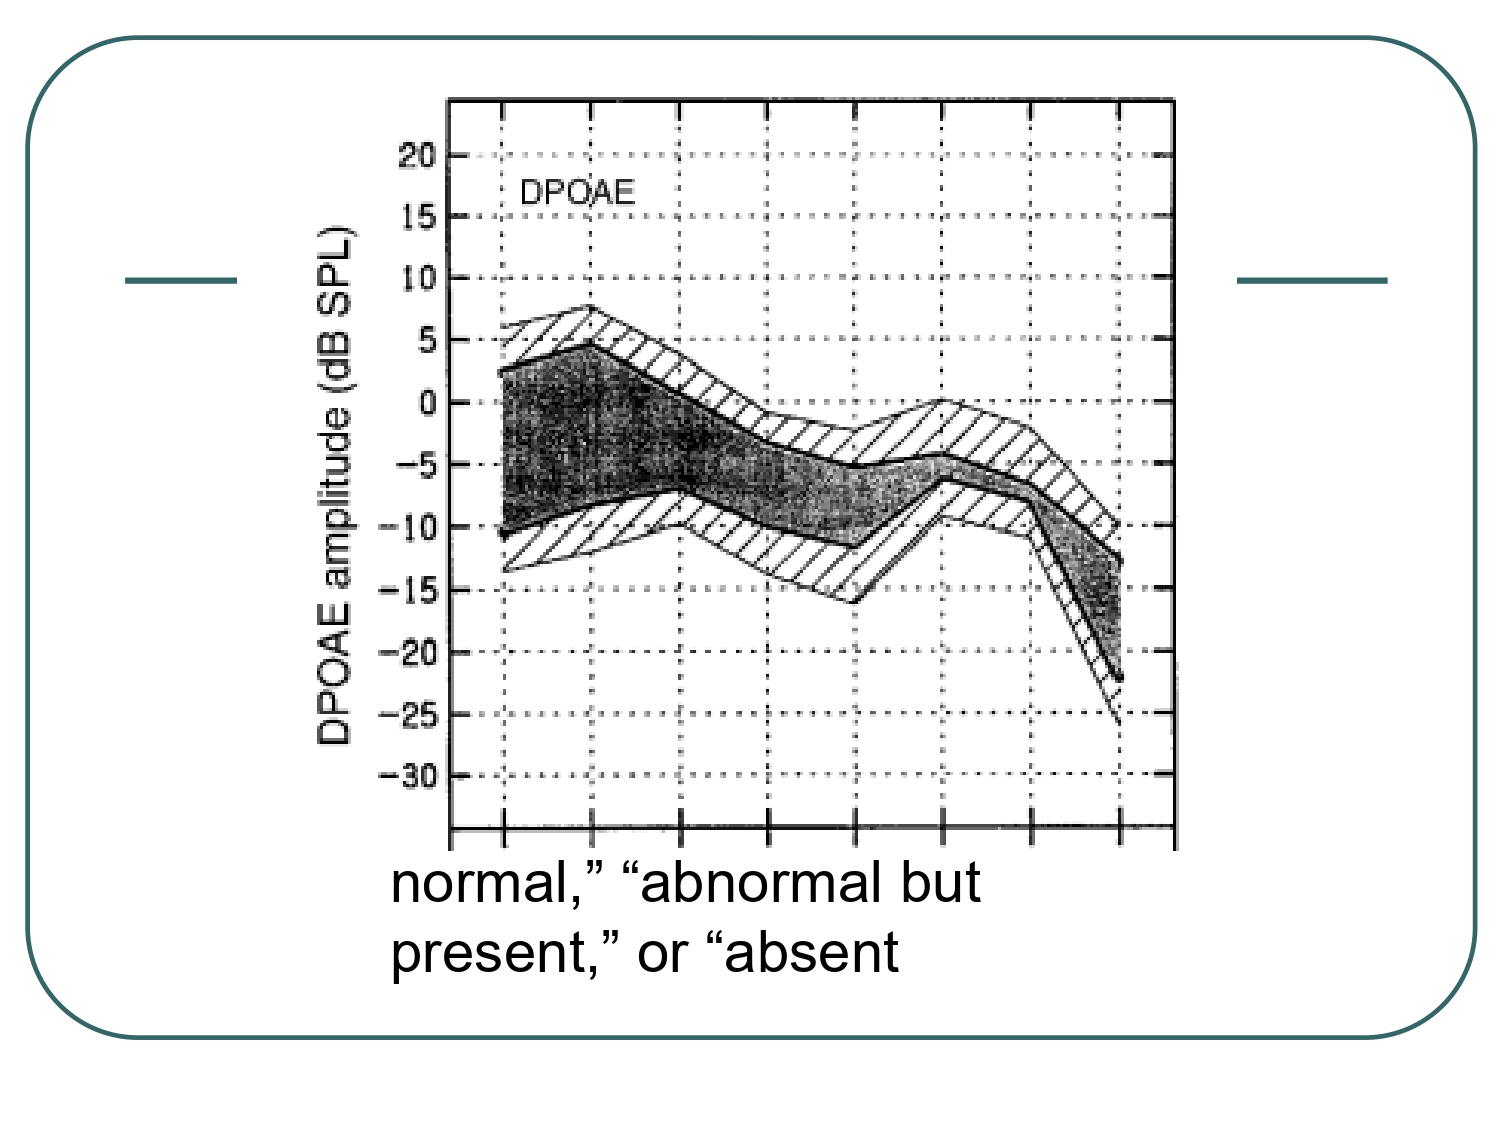 20
DPOAE
15
10
5
0
−5
−10
−15
−20
−25
−30
DPOAE amplitude (dB SPL)
normal,” “abnormal but
present,” or “absent